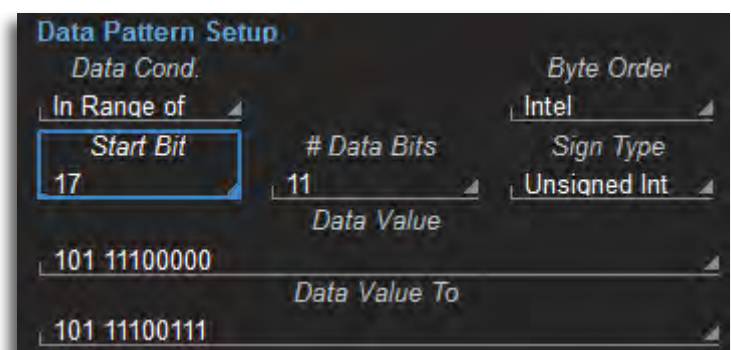 Data Pattern Setup
Data Cond. Byte Order
In Range of Intel
Start Bit # Data Bits Sign Type
17 11 Unsigned Int
Data Value
101 11100000
Data Value To
101 11100111